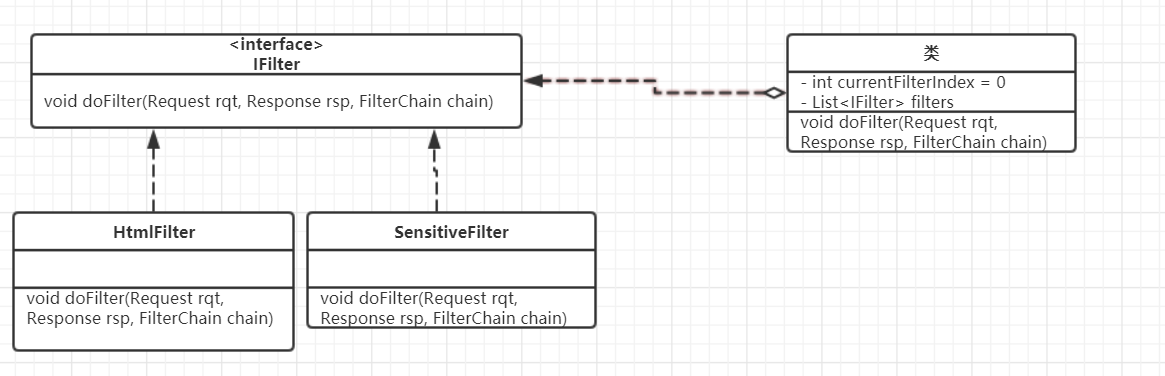 <interface>
IFilter
void doFilter(Request rqt, Response rsp, FilterChain chain)
类
- int currentFilterIndex = 0
- List<IFilter> filters
void doFilter(Request rqt,
Response rsp, FilterChain chain)
HtmlFilter
void doFilter(Request rqt,
Response rsp, FilterChain chain)
SensitiveFilter
void doFilter(Request rqt,
Response rsp, FilterChain chain)